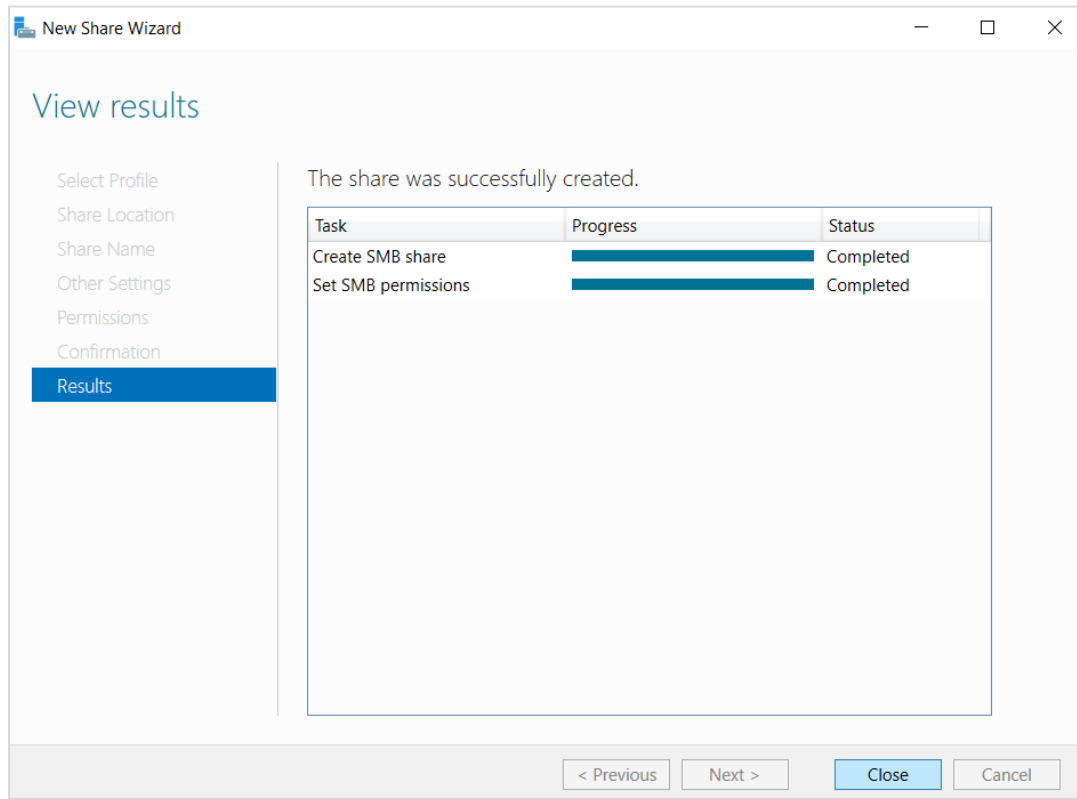 New Share Wizard
View results
Select Profile
Share Location
Share Name
Other Settings
Permissions
Confirmation
Results
The share was successfully created.
Task Progress Status
Create SMB share Completed
Set SMB permissions Completed
< Previous Next > Close Cancel